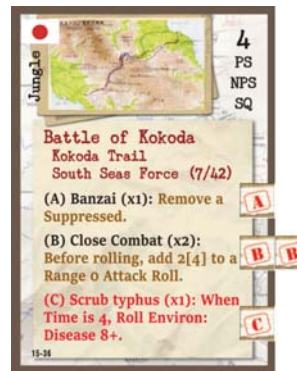 Jungle
4
PS
NPS
SQ
Battle of Kokoda
Kokoda Trail
South Seas Force (7/42)
(A) Banzai (x1): Remove a
Suppressed.
A
(B) Close Combat (x2):
Before rolling, add 2[4] to a
Range 0 Attack Roll.
B B
(C) Scrub typhus (x1): When
Time is 4, Roll Environ:
Disease 8+.
C
15-36